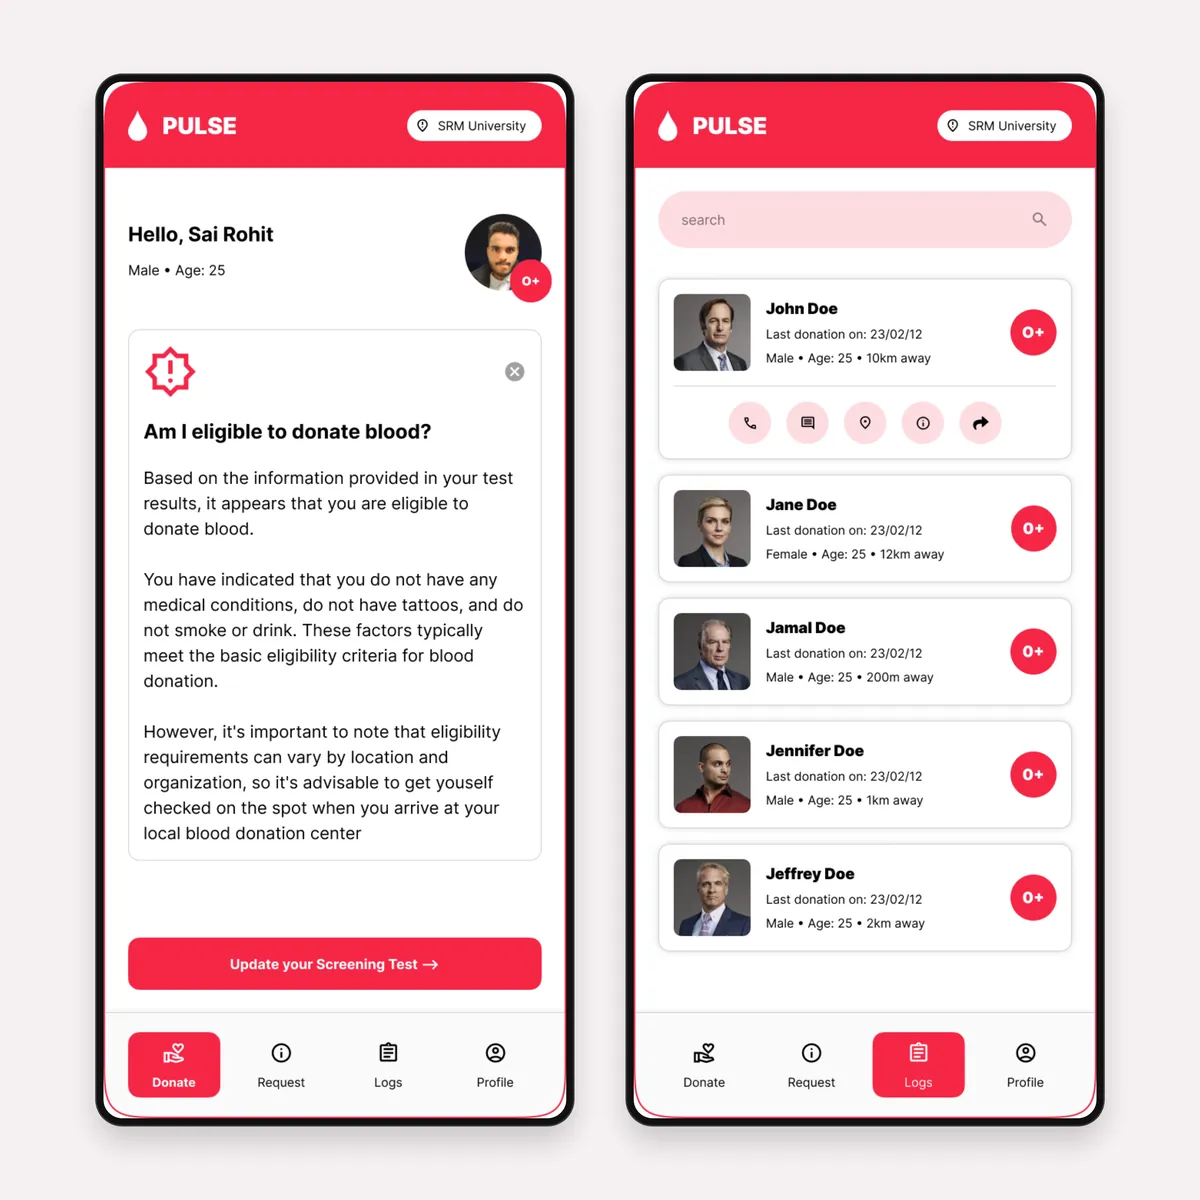 PULSE
SRM University
Hello, Sai Rohit
Male • Age: 25
O+
Am I eligible to donate blood?
Based on the information provided in your test
results, it appears that you are eligible to
donate blood.
You have indicated that you do not have any
medical conditions, do not have tattoos, and do
not smoke or drink. These factors typically
meet the basic eligibility criteria for blood
donation.
However, it's important to note that eligibility
requirements can vary by location and
organization, so it's advisable to get youself
checked on the spot when you arrive at your
local blood donation center
Update your Screening Test →
Donate
Request
Logs
Profile
PULSE
SRM University
search
John Doe
Last donation on: 23/02/12
Male • Age: 25 • 10km away
O+
Jane Doe
Last donation on: 23/02/12
Female • Age: 25 • 12km away
O+
Jamal Doe
Last donation on: 23/02/12
Male • Age: 25 • 200m away
O+
Jennifer Doe
Last donation on: 23/02/12
Male • Age: 25 • 1km away
O+
Jeffrey Doe
Last donation on: 23/02/12
Male • Age: 25 • 2km away
O+
Donate
Request
Logs
Profile